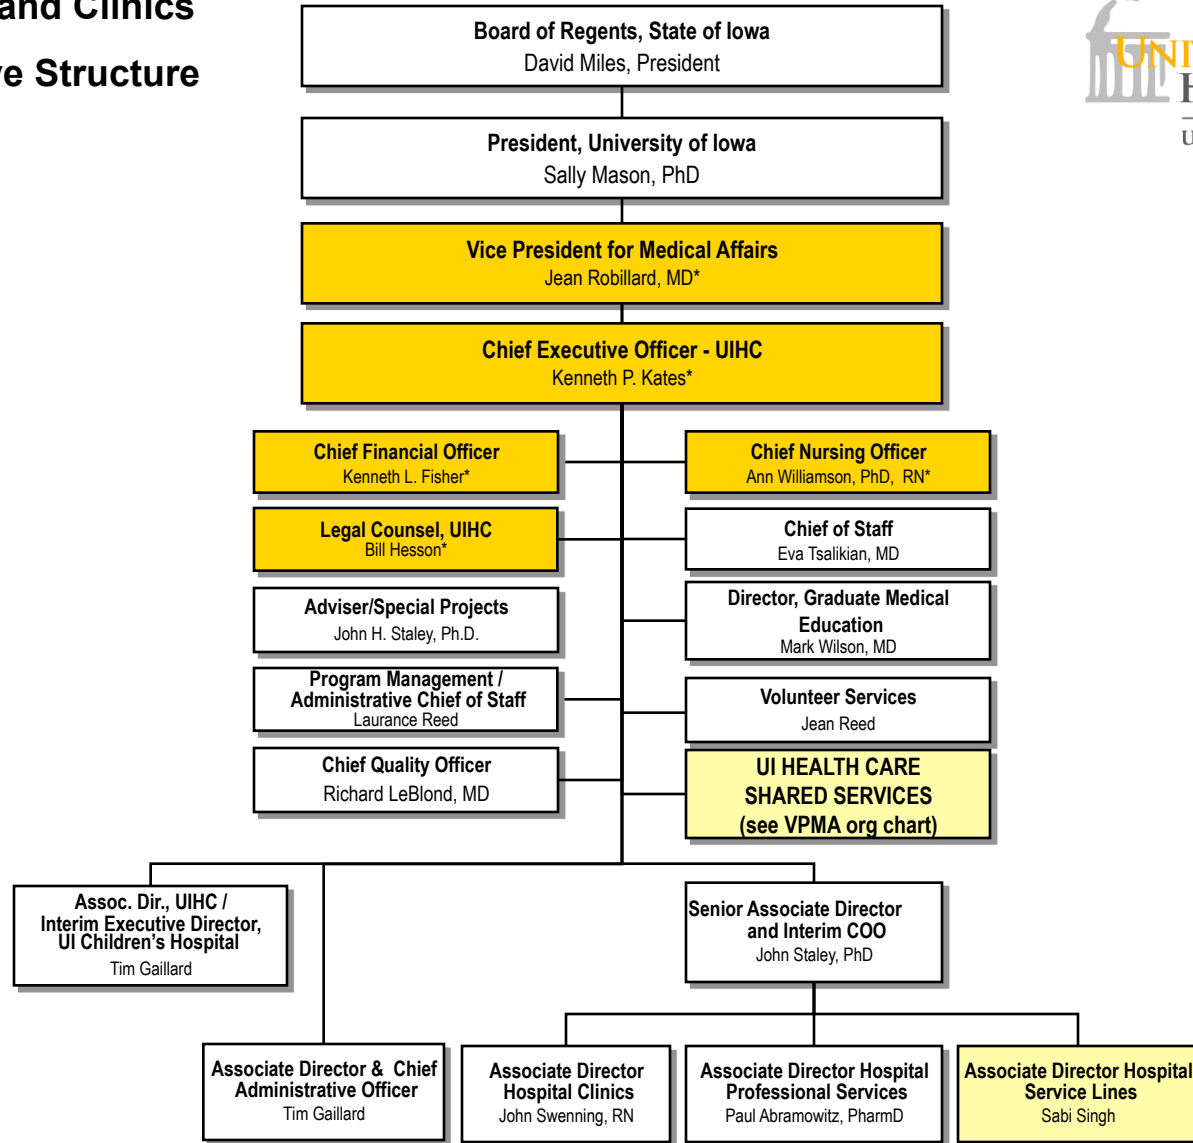 and Clinics
ve Structure
UNI
H
U
Board of Regents, State of Iowa
David Miles, President
President, University of Iowa
Sally Mason, PhD
Vice President for Medical Affairs
Jean Robillard, MD*
Chief Executive Officer - UIHC
Kenneth P. Kates*
Chief Financial Officer
Kenneth L. Fisher*
Chief Nursing Officer
Ann Williamson, PhD, RN*
Legal Counsel, UIHC
Bill Hesson*
Chief of Staff
Eva Tsalikian, MD
Adviser/Special Projects
John H. Staley, Ph.D.
Director, Graduate Medical
Education
Mark Wilson, MD
Program Management /
Administrative Chief of Staff
Laurance Reed
Volunteer Services
Jean Reed
Chief Quality Officer
Richard LeBlond, MD
UI HEALTH CARE
SHARED SERVICES
(see VPMA org chart)
Assoc. Dir., UIHC /
Interim Executive Director,
UI Children's Hospital
Tim Gaillard
Senior Associate Director
and Interim COO
John Staley, PhD
Associate Director & Chief
Administrative Officer
Tim Gaillard
Associate Director
Hospital Clinics
John Swenning, RN
Associate Director Hospital
Professional Services
Paul Abramowitz, PharmD
Associate Director Hospital
Service Lines
Sabi Singh